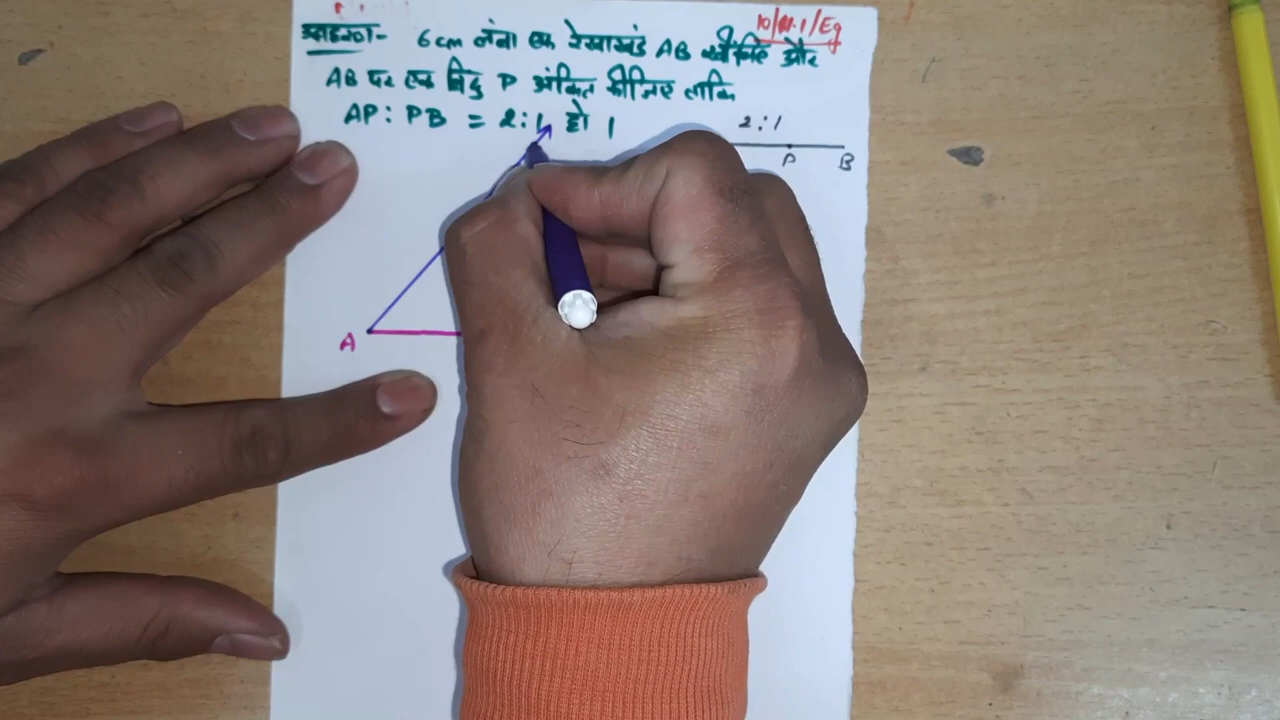 उदाहरण- 6 cm लंबा एक रेखाखंड AB खींचिए और
AB पर एक बिंदु P अंकित कीजिए ताकि
AP : PB = 2:1 हो ।
10/11.1/Eg
2:1
P B
A